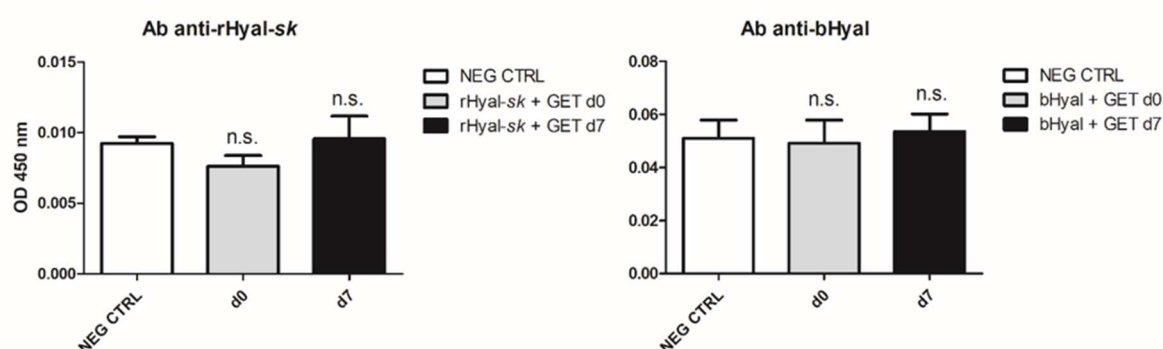 Ab anti-rHyal-sk
OD 450 nm
0.015
0.010
0.005
0.000
n.s.
n.s.
NEG CTRL
d0
d7
NEG CTRL
rHyal-sk + GET d0
rHyal-sk + GET d7
Ab anti-bHyal
0.08
0.06
0.04
0.02
0.00
n.s.
n.s.
NEG CTRL
d0
d7
NEG CTRL
bHyal + GET d0
bHyal + GET d7